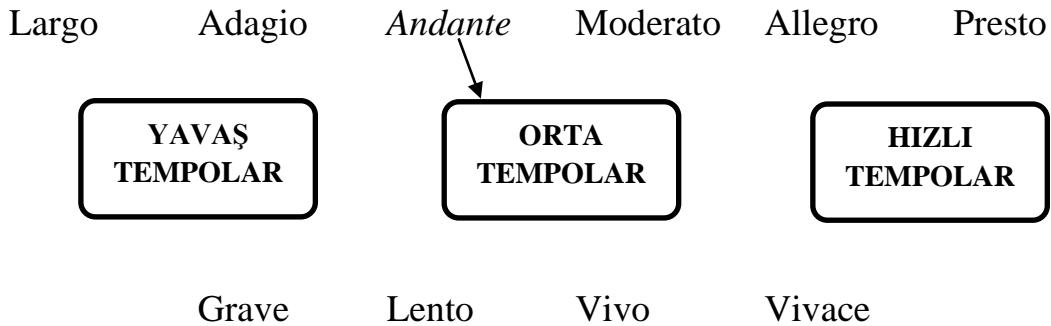 Largo Adagio Andante Moderato Allegro Presto
YAVAŞ
TEMPOLAR
ORTA
TEMPOLAR
HIZLI
TEMPOLAR
Grave Lento Vivo Vivace